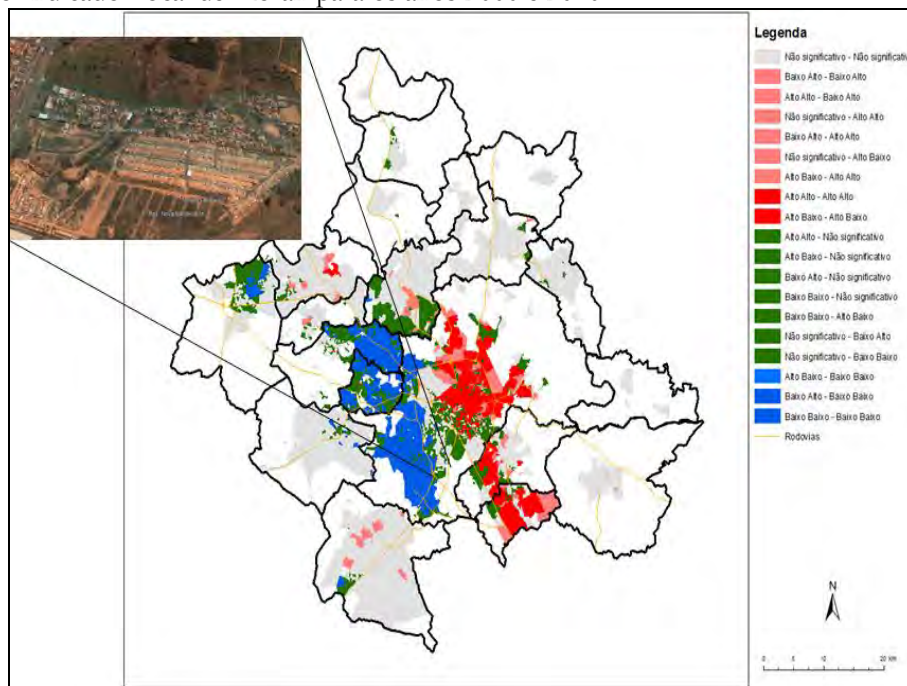 Legenda
Não significativo - Não significativ
Baixo Alto - Baixo Alto
Alto Alto - Baixo Alto
Não significativo - Alto Alto
Baixo Alto - Alto Alto
Não significativo - Alto Baixo
Alto Baixo - Alto Alto
Alto Alto - Alto Alto
Alto Baixo - Alto Baixo
Alto Alto - Não significativo
Alto Baixo - Não significativo
Baixo Alto - Não significativo
Baixo Baixo - Não significativo
Baixo Baixo - Alto Baixo
Não significativo - Baixo Alto
Não significativo - Baixo Baixo
Alto Baixo - Baixo Baixo
Baixo Alto - Baixo Baixo
Baixo Baixo - Baixo Baixo
Rodovias
N
0 5 10 20 km